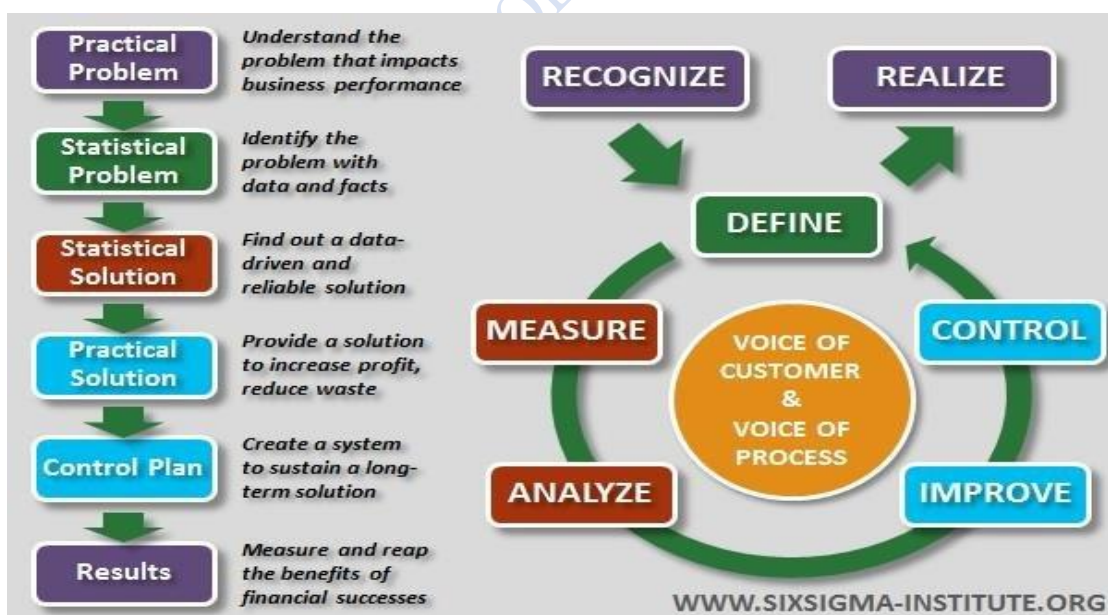 Practical
Problem
Understand the
problem that impacts
business performance
Statistical
Problem
Identify the
problem with
data and facts
Statistical
Solution
Find out a data-
driven and
reliable solution
Practical
Solution
Provide a solution
to increase profit,
reduce waste
Control Plan
Create a system
to sustain a long-
term solution
Results
Measure and reap
the benefits of
financial successes
RECOGNIZE
REALIZE
DEFINE
MEASURE
CONTROL
VOICE OF
CUSTOMER
&
VOICE OF
PROCESS
ANALYZE
IMPROVE
WWW.SIXSIGMA-INSTITUTE.ORG